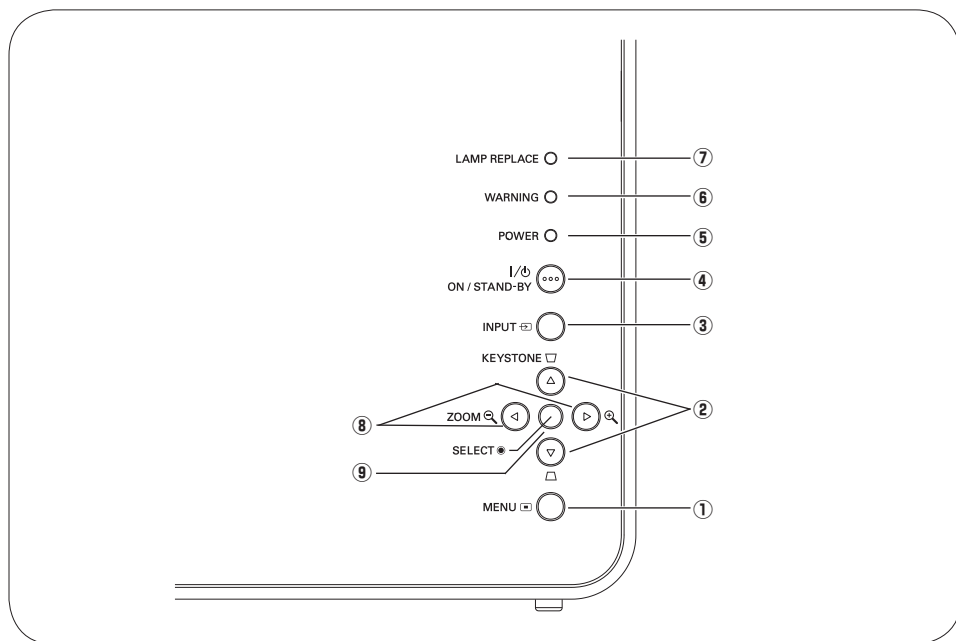 LAMP REPLACE ⑦
WARNING ⑥
POWER ⑤
I/⏻
ON / STAND-BY ④
INPUT ③
KEYSTONE
②
ZOOM
⑧
SELECT
⑨
MENU ①